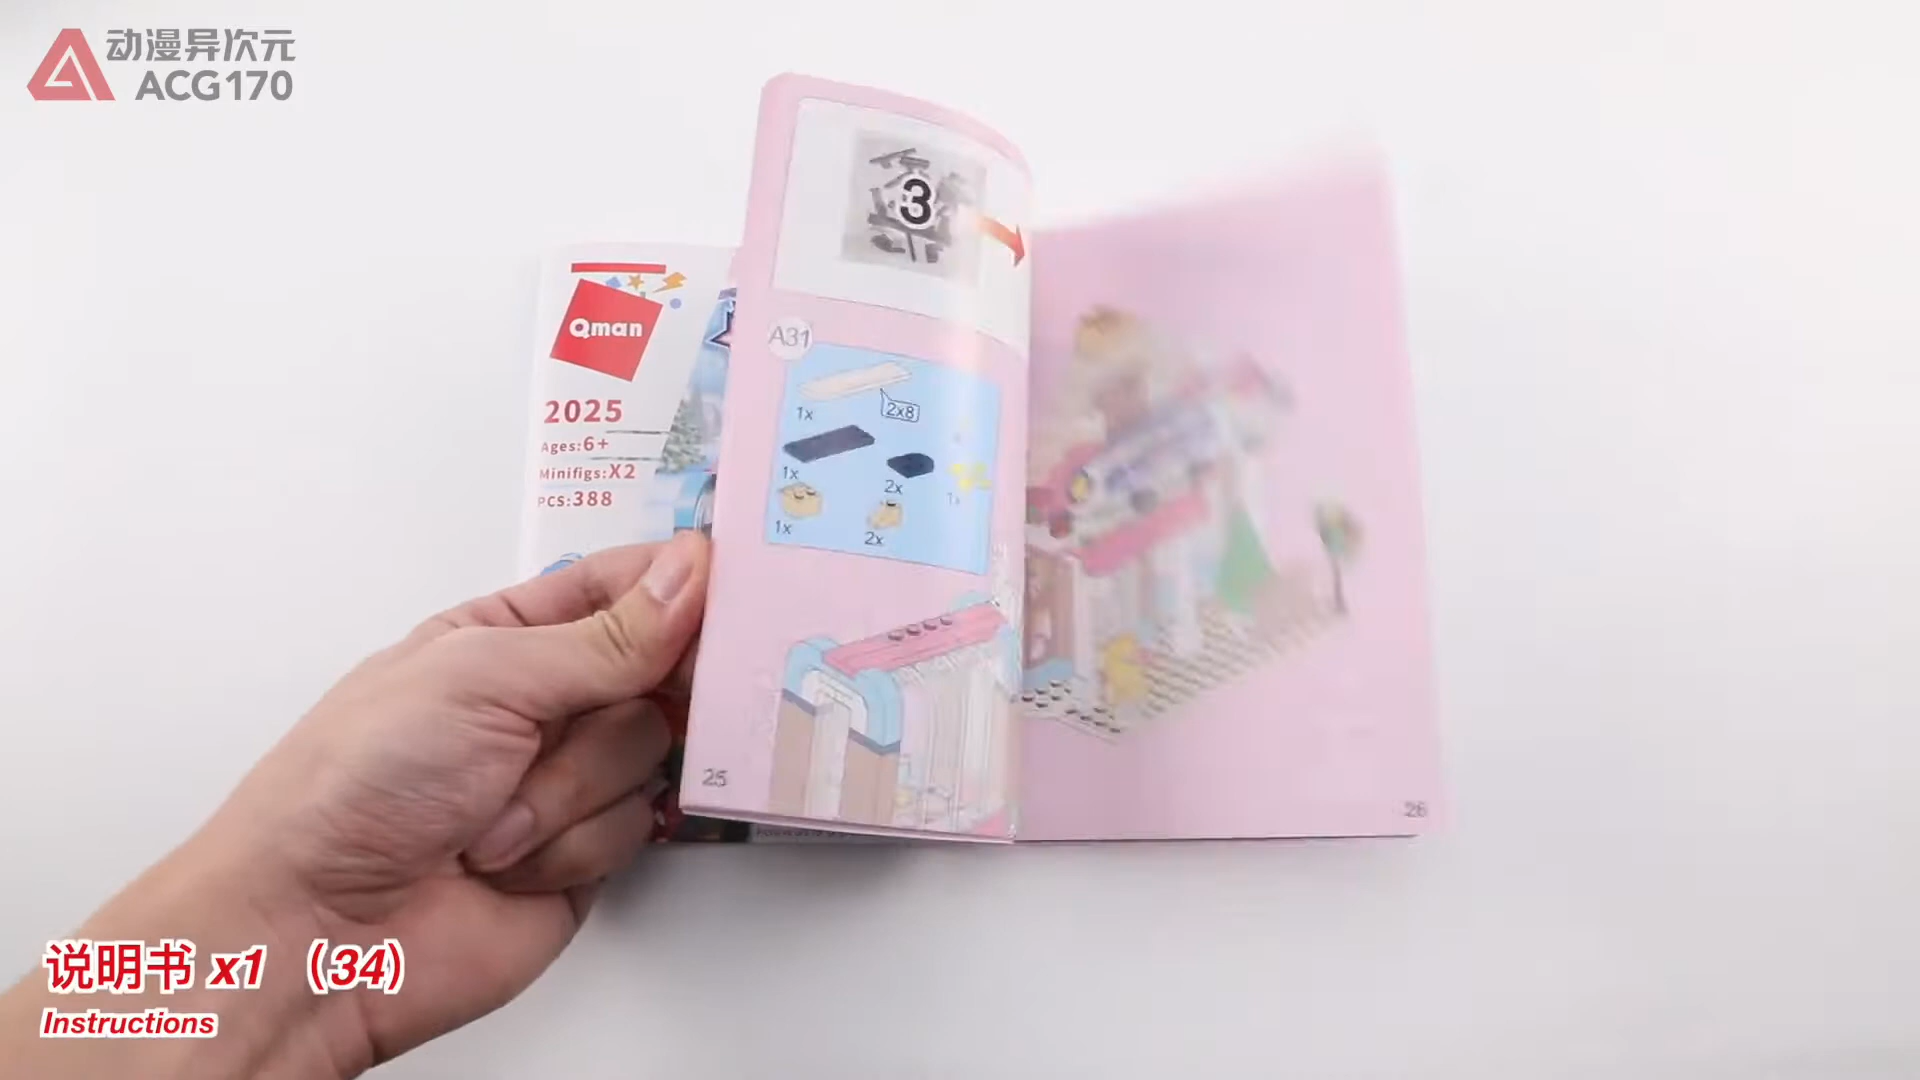 动漫异次元
ACG170
3
Qman
2025
Ages:6+
Minifigs:X2
PCS:388
A31
1x
2x8
1x
2x
1x
1x
2x
25
26
说明书 x1 （34）
Instructions